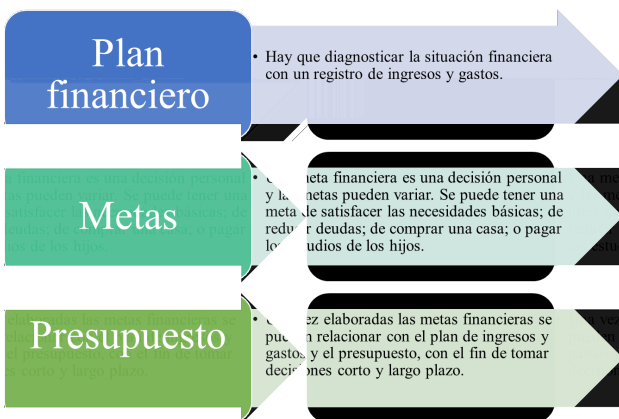 Plan
financiero
• Hay que diagnosticar la situación financiera
con un registro de ingresos y gastos.
Metas
• meta financiera es una decisión personal
y las metas pueden variar. Se puede tener una
meta de satisfacer las necesidades básicas; de
reducir deudas; de comprar una casa; o pagar
los estudios de los hijos.
Presupuesto
• vez elaboradas las metas financieras se
pueden relacionar con el plan de ingresos y
gastos y el presupuesto, con el fin de tomar
decisiones corto y largo plazo.